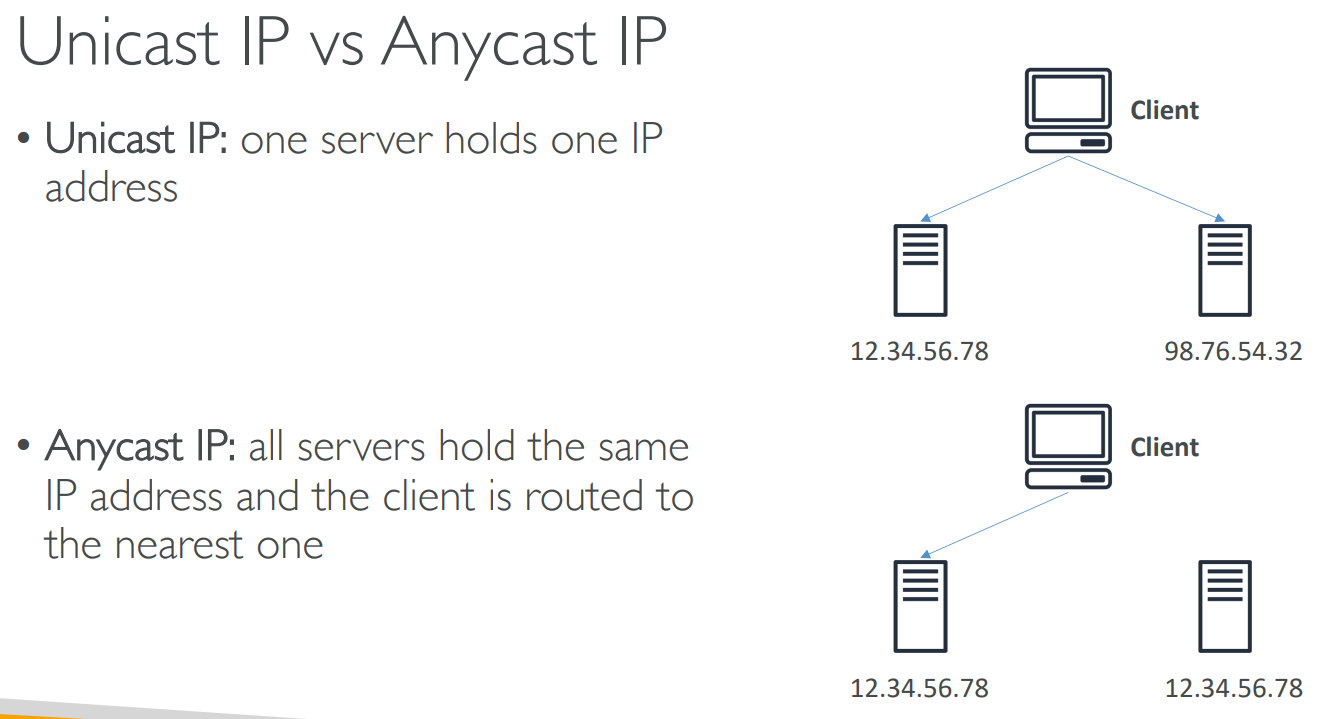 Unicast IP vs Anycast IP
• Unicast IP: one server holds one IP
address
Client
12.34.56.78
98.76.54.32
• Anycast IP: all servers hold the same
IP address and the client is routed to
the nearest one
Client
12.34.56.78
12.34.56.78